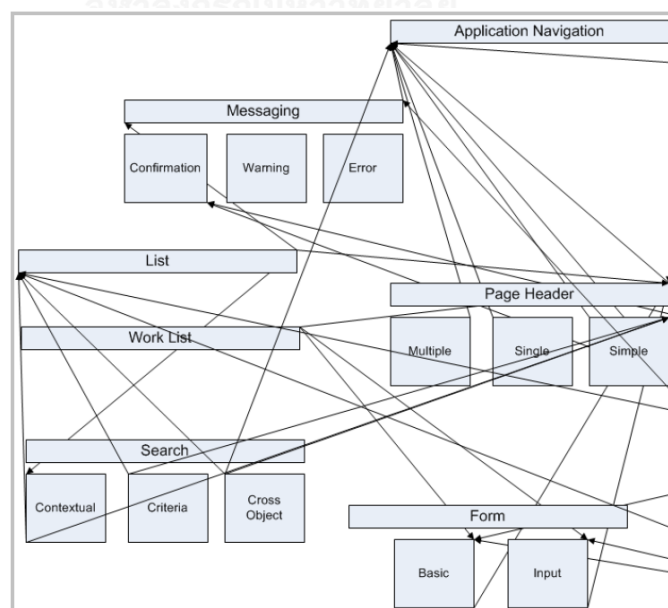 Application Navigation
Messaging
Confirmation
Warning
Error
List
Page Header
Work List
Multiple
Single
Simple
Search
Contextual
Criteria
Cross
Object
Form
Basic
Input